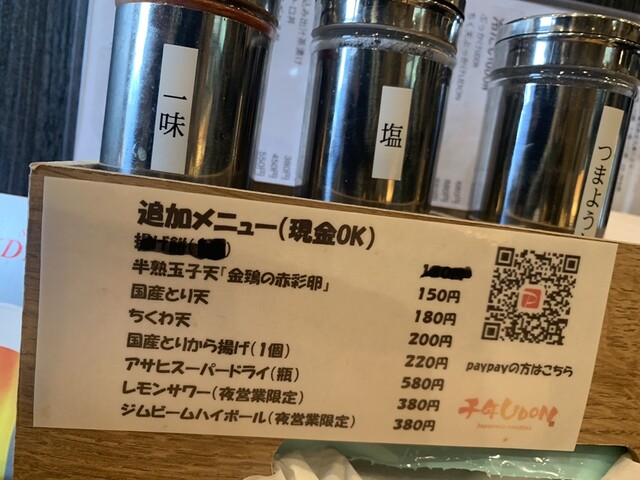 一味
塩
つまよう
追加メニュー(現金OK)
半熟玉子天「金鶏の赤彩卵」 150円
国産とり天 180円
ちくわ天 200円
国産とりから揚げ(1個) 220円
アサヒスーパードライ(瓶) 580円
レモンサワー(夜営業限定) 380円
ジムビームハイボール(夜営業限定) 380円
paypayの方はこちら
千年UDON